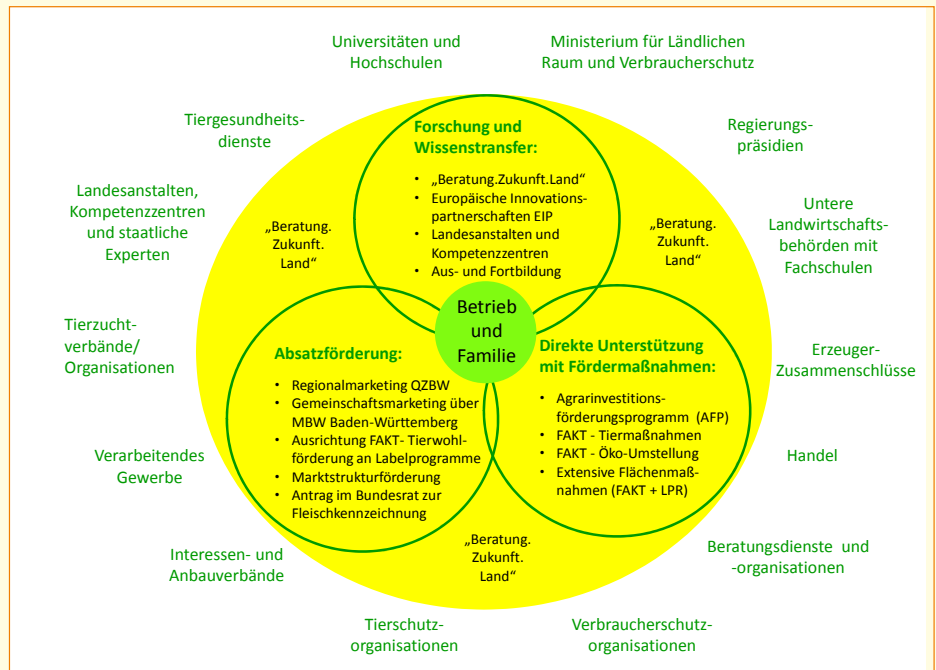 Universitäten und
Hochschulen
Ministerium für Ländlichen
Raum und Verbraucherschutz
Tiergesundheits-
dienste
Regierungs-
präsidien
Landesanstalten,
Kompetenzzentren
und staatliche
Experten
Untere
Landwirtschafts-
behörden mit
Fachschulen
Tierzucht-
verbände/
Organisationen
Erzeuger-
Zusammenschlüsse
Verarbeitendes
Gewerbe
Handel
Interessen- und
Anbauverbände
Beratungsdienste und
-organisationen
Tierschutz-
organisationen
Verbraucherschutz-
organisationen
Forschung und
Wissenstransfer:
• „Beratung.Zukunft.Land“
• Europäische Innovations-
partnerschaften EIP
• Landesanstalten und
Kompetenzzentren
• Aus- und Fortbildung
„Beratung.
Zukunft.
Land“
„Beratung.
Zukunft.
Land“
Betrieb
und
Familie
Absatzförderung:
• Regionalmarketing QZBW
• Gemeinschaftsmarketing über
MBW Baden-Württemberg
• Ausrichtung FAKT- Tierwohl-
förderung an Labelprogramme
• Marktstrukturförderung
• Antrag im Bundesrat zur
Fleischkennzeichnung
Direkte Unterstützung
mit Fördermaßnahmen:
• Agrarinvestitions-
förderungsprogramm (AFP)
• FAKT - Tiermaßnahmen
• FAKT - Öko-Umstellung
• Extensive Flächenmaß-
nahmen (FAKT + LPR)
„Beratung.
Zukunft.
Land“